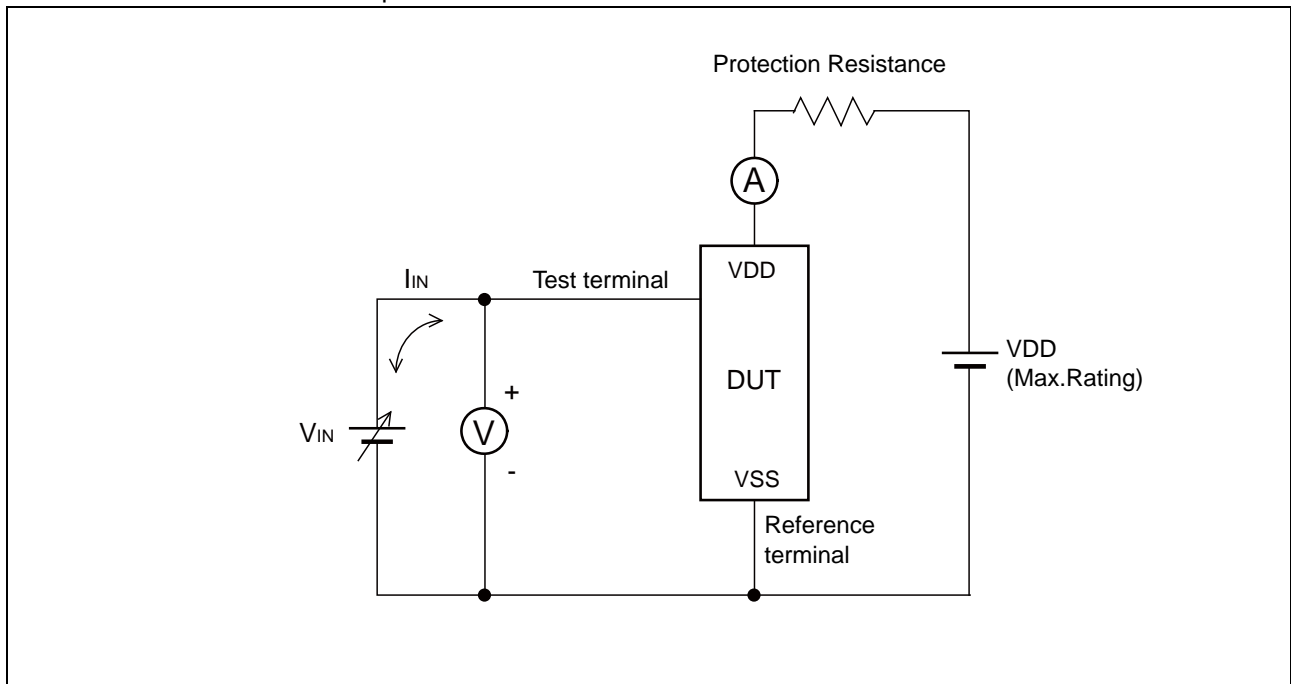 Protection Resistance
A
IIN
Test terminal
VDD
VDD
(Max.Rating)
DUT
+
VIN
V
-
VSS
Reference
terminal